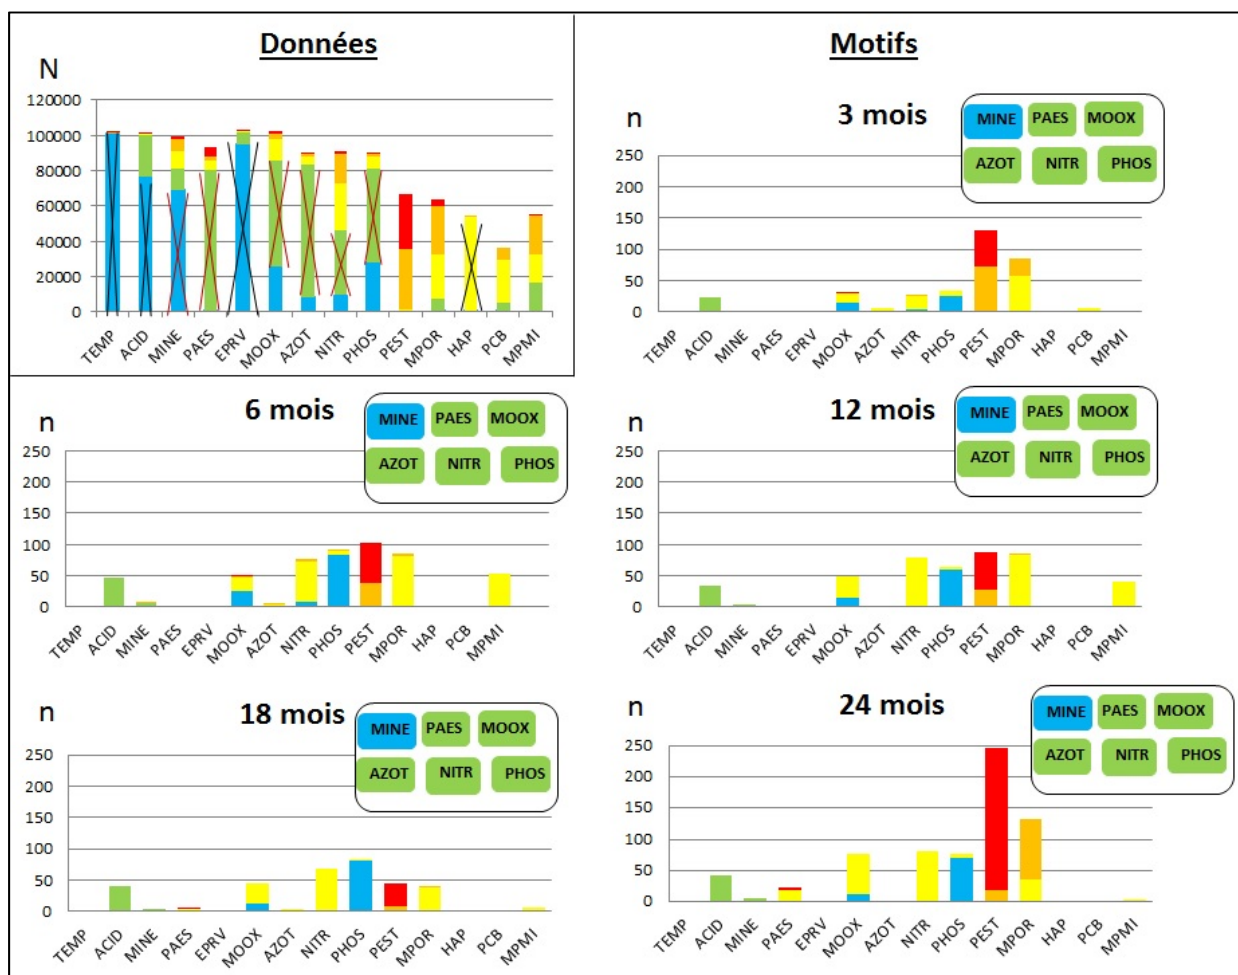 Données
N
120000
100000
80000
60000
40000
20000
0
TEMP ACID MINE PAES EPRV MOOX AZOT NITR PHOS PEST MPOR HAP PCB MPMI
Motifs
3 mois
MINE PAES MOOX
AZOT NITR PHOS
n
250
200
150
100
50
0
TEMP ACID MINE PAES EPRV MOOX AZOT NITR PHOS PEST MPOR HAP PCB MPMI
6 mois
MINE PAES MOOX
AZOT NITR PHOS
n
250
200
150
100
50
0
TEMP ACID MINE PAES EPRV MOOX AZOT NITR PHOS PEST MPOR HAP PCB MPMI
12 mois
MINE PAES MOOX
AZOT NITR PHOS
n
250
200
150
100
50
0
TEMP ACID MINE PAES EPRV MOOX AZOT NITR PHOS PEST MPOR HAP PCB MPMI
18 mois
MINE PAES MOOX
AZOT NITR PHOS
n
250
200
150
100
50
0
TEMP ACID MINE PAES EPRV MOOX AZOT NITR PHOS PEST MPOR HAP PCB MPMI
24 mois
MINE PAES MOOX
AZOT NITR PHOS
n
250
200
150
100
50
0
TEMP ACID MINE PAES EPRV MOOX AZOT NITR PHOS PEST MPOR HAP PCB MPMI